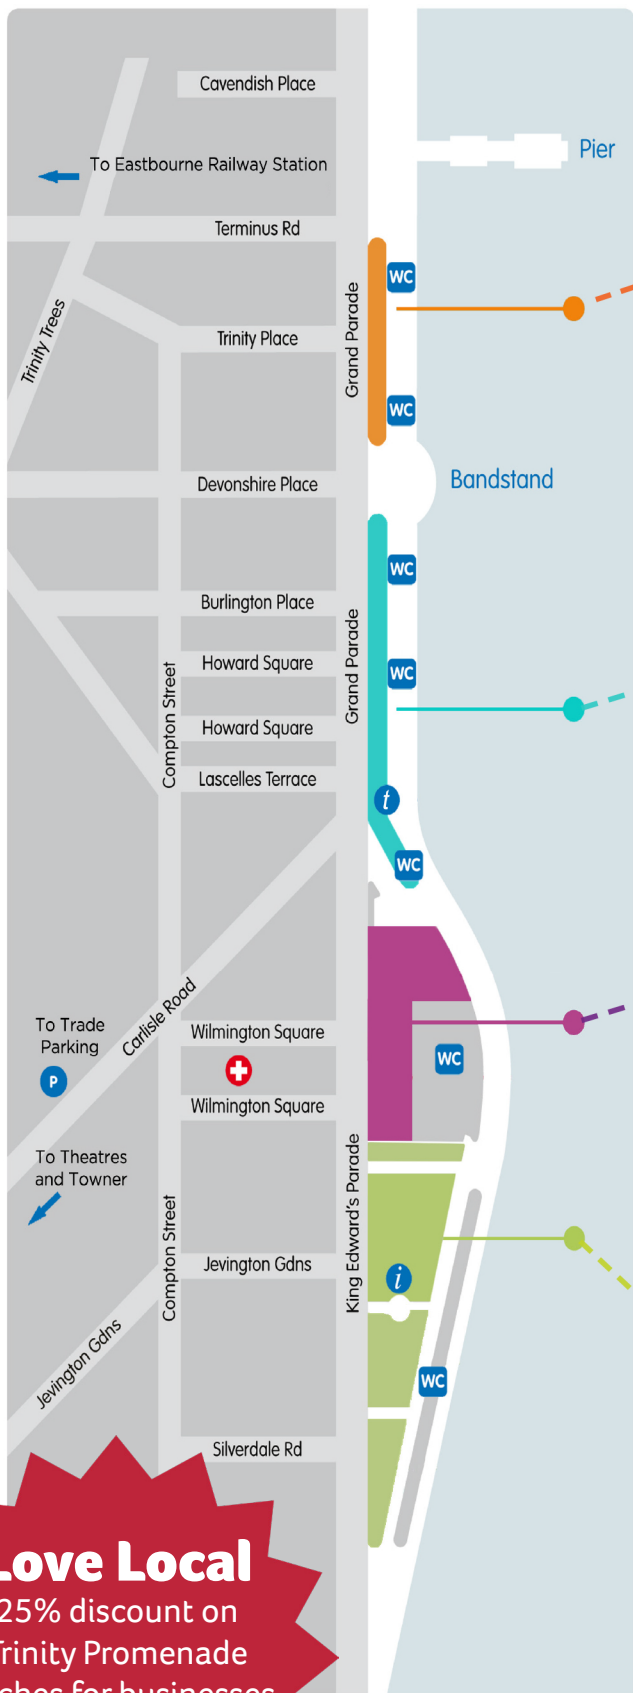 Cavendish Place
Pier
To Eastbourne Railway Station
Terminus Rd
WC
Trinity Trees
Grand Parade
Trinity Place
WC
Devonshire Place
Bandstand
WC
Burlington Place
Grand Parade
Howard Square
WC
Compton Street
Howard Square
Lascelles Terrace
t
WC
Carlisle Road
To Trade
Parking
P
Wilmington Square
WC
Wilmington Square
To Theatres
and Towner
King Edward's Parade
Compton Street
Jevington Gdns
i
Jevington Gdns
WC
Silverdale Rd
Love Local
25% discount on
Trinity Promenade
for businesses